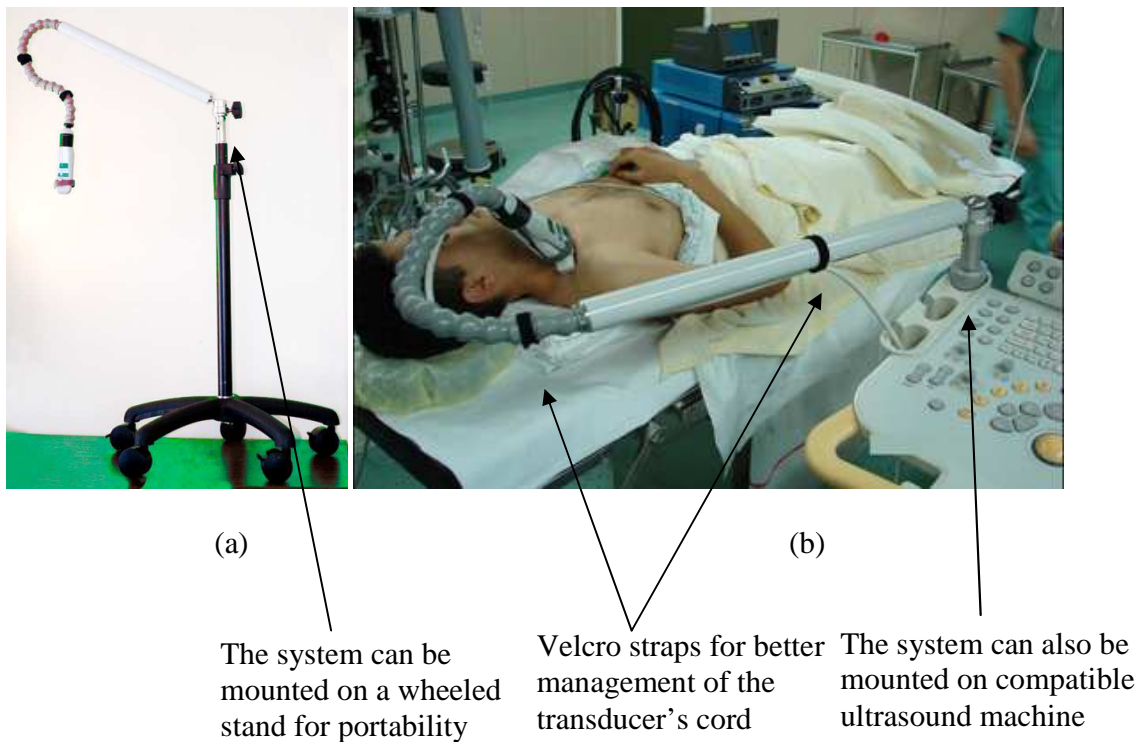 (a)
(b)
The system can be
mounted on a wheeled
stand for portability
Velcro straps for better
management of the
transducer’s cord
The system can also be
mounted on compatible
ultrasound machine